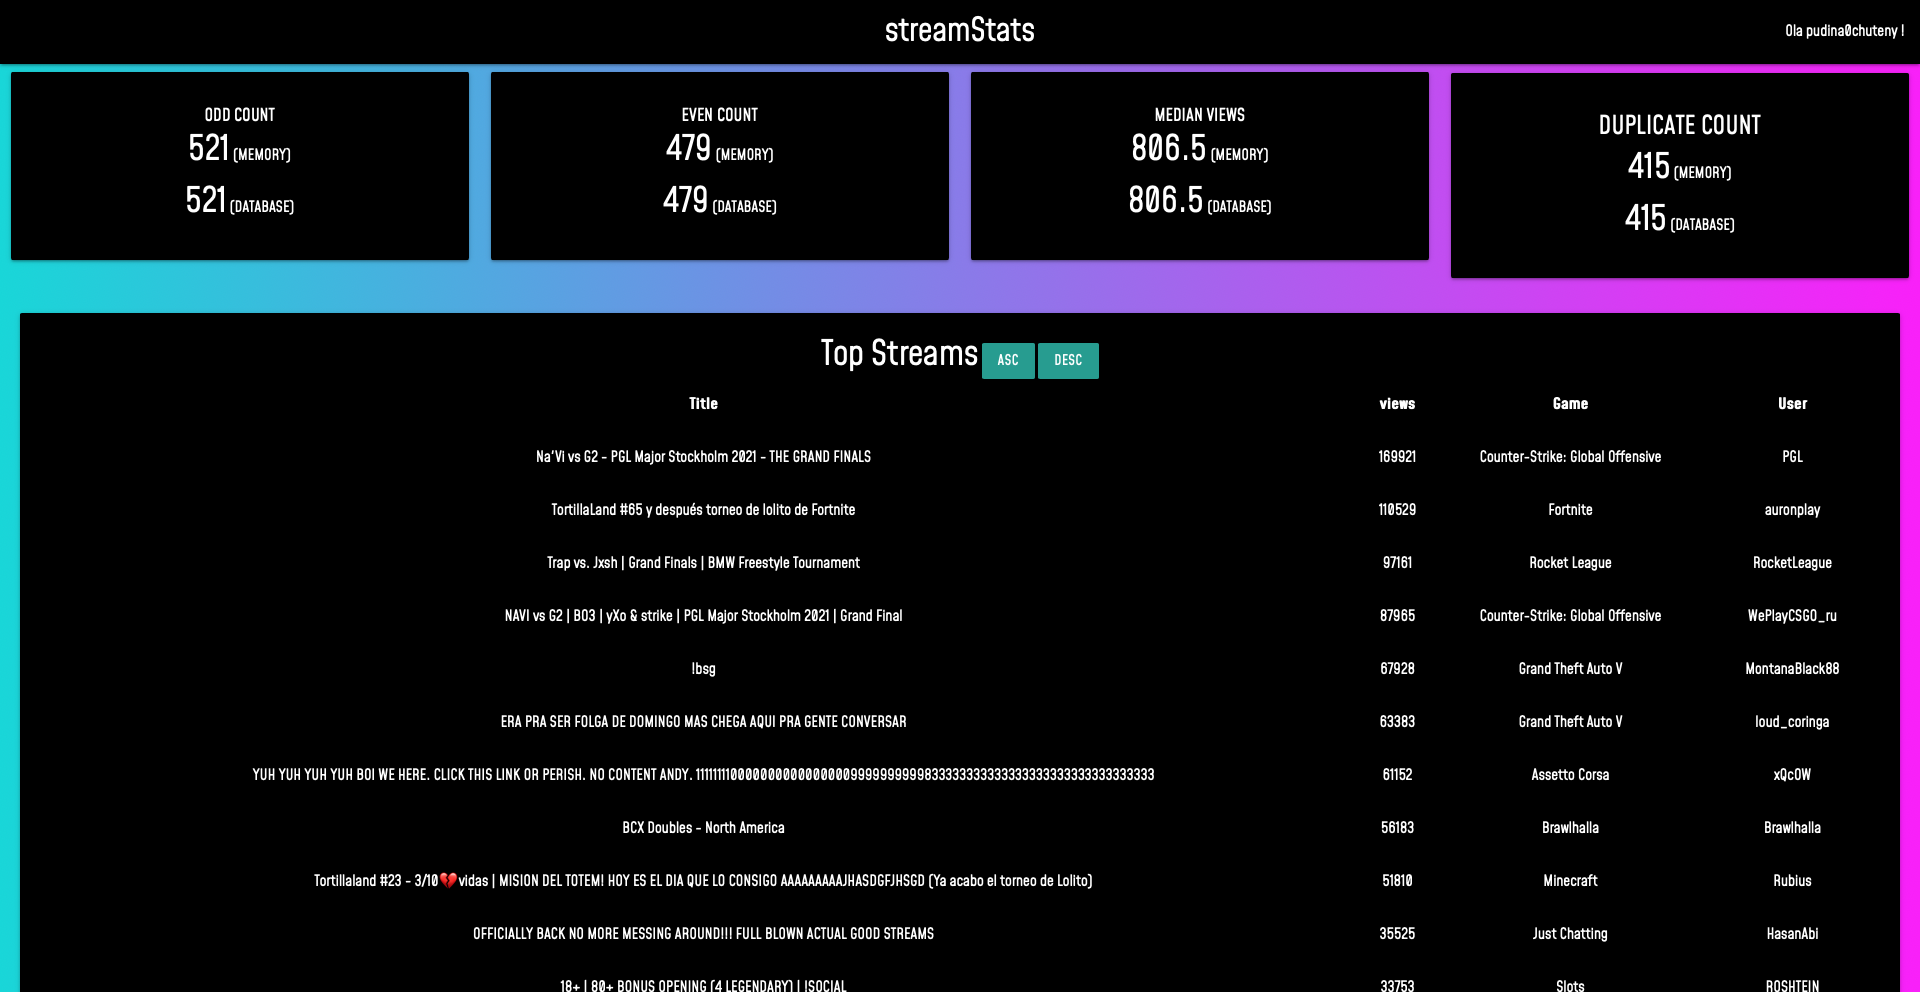 streamStats
Ola pudina0chuteny !
ODD COUNT
521 (MEMORY)
521 (DATABASE)
EVEN COUNT
479 (MEMORY)
479 (DATABASE)
MEDIAN VIEWS
806.5 (MEMORY)
806.5 (DATABASE)
DUPLICATE COUNT
415 (MEMORY)
415 (DATABASE)
Top Streams ASC DESC
Title views Game User
Na'Vi vs G2 - PGL Major Stockholm 2021 - THE GRAND FINALS 169921 Counter-Strike: Global Offensive PGL
TortillaLand #65 y después torneo de lolito de Fortnite 110529 Fortnite auronplay
Trap vs. Jxsh | Grand Finals | BMW Freestyle Tournament 97161 Rocket League RocketLeague
NAVI vs G2 | BO3 | yXo & strike | PGL Major Stockholm 2021 | Grand Final 87965 Counter-Strike: Global Offensive WePlayCSGO_ru
!bsg 67928 Grand Theft Auto V MontanaBlack88
ERA PRA SER FOLGA DE DOMINGO MAS CHEGA AQUI PRA GENTE CONVERSAR 63383 Grand Theft Auto V loud_coringa
YUH YUH YUH YUH BOI WE HERE. CLICK THIS LINK OR PERISH. NO CONTENT ANDY. 61152 Assetto Corsa xQcOW
BCX Doubles - North America 56183 Brawlhalla Brawlhalla
Tortillaland #23 - 3/10💔vidas | MISION DEL TOTEM! HOY ES EL DIA QUE LO CONSIGO AAAAAAAAAJHASDGFJHSGD (Ya acabo el torneo de Lolito) 51810 Minecraft Rubius
OFFICIALLY BACK NO MORE MESSING AROUND!!! FULL BLOWN ACTUAL GOOD STREAMS 35525 Just Chatting HasanAbi
18+ | 80+ BONUS OPENING (4 LEGENDARY) | !SOCIAL 33753 Slots ROSHTEIN